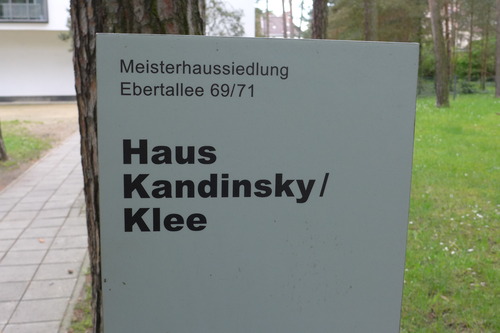 Meisterhaussiedlung
Ebertallee 69/71
Haus
Kandinsky/
Klee